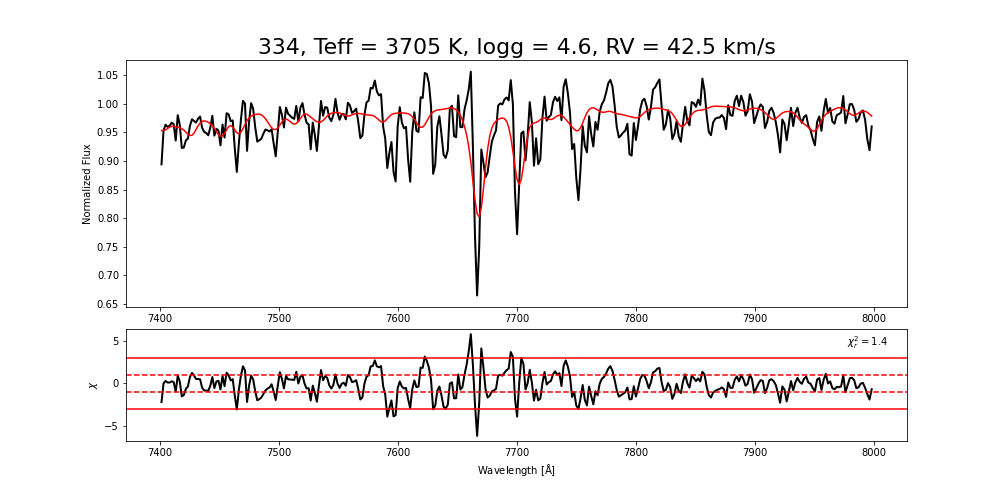 334, Teff = 3705 K, logg = 4.6, RV = 42.5 km/s
1.05
1.00
0.95
0.90
0.85
0.80
0.75
0.70
0.65
Normalized Flux
7400 7500 7600 7700 7800 7900 8000
χ²ᵣ = 1.4
5
0
−5
χ
7400 7500 7600 7700 7800 7900 8000
Wavelength [Å]